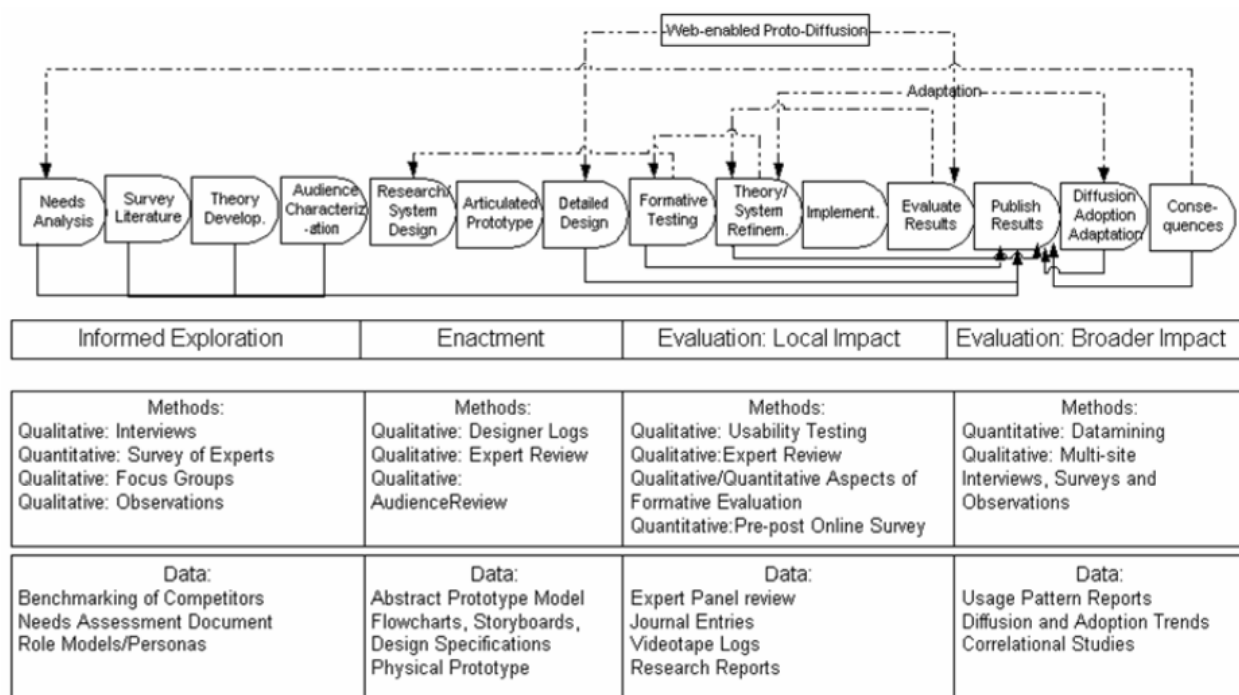 Web-enabled Proto-Diffusion
Adaptation
Needs
Analysis
Survey
Literature
Theory
Develop.
Audience
Characteriz
-ation
Research/
System
Design
Articulated
Prototype
Detailed
Design
Formative
Testing
Theory/
System
Refinem.
Implement.
Evaluate
Results
Publish
Results
Diffusion
Adoption
Adaptation
Conse-
quences
Informed Exploration
Enactment
Evaluation: Local Impact
Evaluation: Broader Impact
Methods:
Qualitative: Interviews
Quantitative: Survey of Experts
Qualitative: Focus Groups
Qualitative: Observations
Methods:
Qualitative: Designer Logs
Qualitative: Expert Review
Qualitative:
AudienceReview
Methods:
Qualitative: Usability Testing
Qualitative:Expert Review
Qualitative/Quantitative Aspects of
Formative Evaluation
Quantitative:Pre-post Online Survey
Methods:
Quantitative: Datamining
Qualitative: Multi-site
Interviews, Surveys and
Observations
Data:
Benchmarking of Competitors
Needs Assessment Document
Role Models/Personas
Data:
Abstract Prototype Model
Flowcharts, Storyboards,
Design Specifications
Physical Prototype
Data:
Expert Panel review
Journal Entries
Videotape Logs
Research Reports
Data:
Usage Pattern Reports
Diffusion and Adoption Trends
Correlational Studies